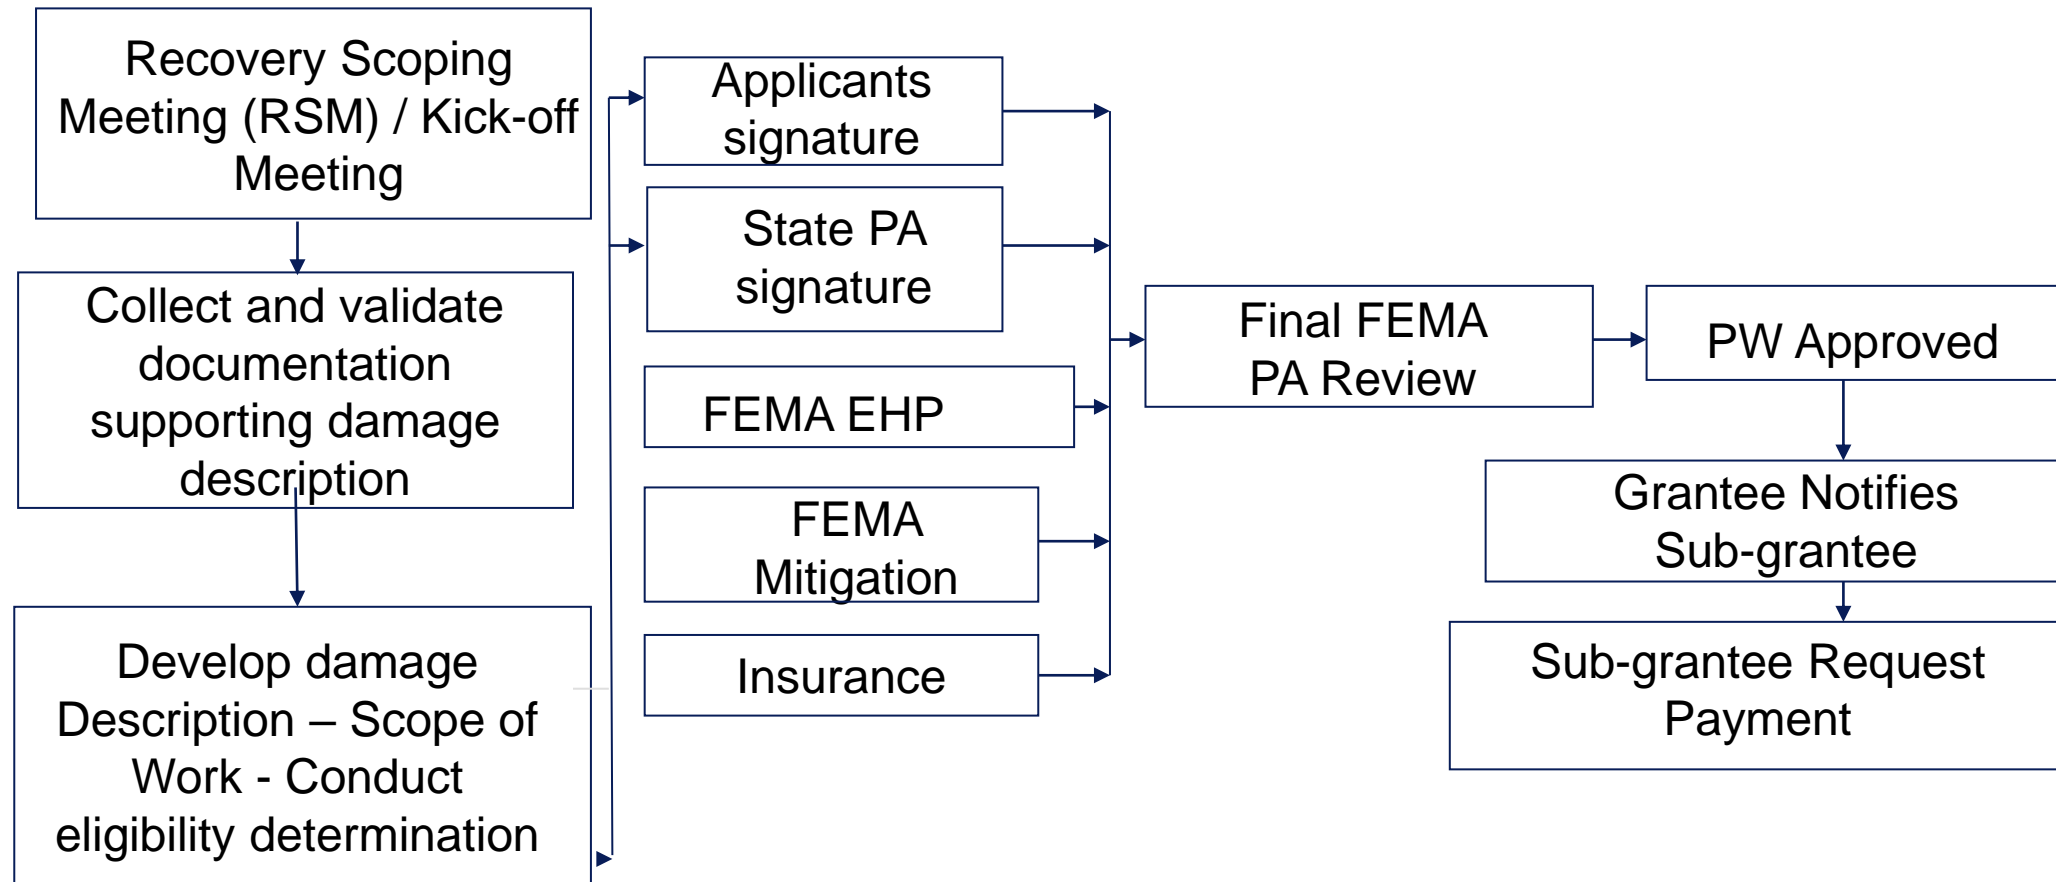 Recovery Scoping
Meeting (RSM) / Kick-off
Meeting
Collect and validate
documentation
supporting damage
description
Develop damage
Description – Scope of
Work - Conduct
eligibility determination
Applicants
signature
State PA
signature
FEMA EHP
FEMA
Mitigation
Insurance
Final FEMA
PA Review
PW Approved
Grantee Notifies
Sub-grantee
Sub-grantee Request
Payment